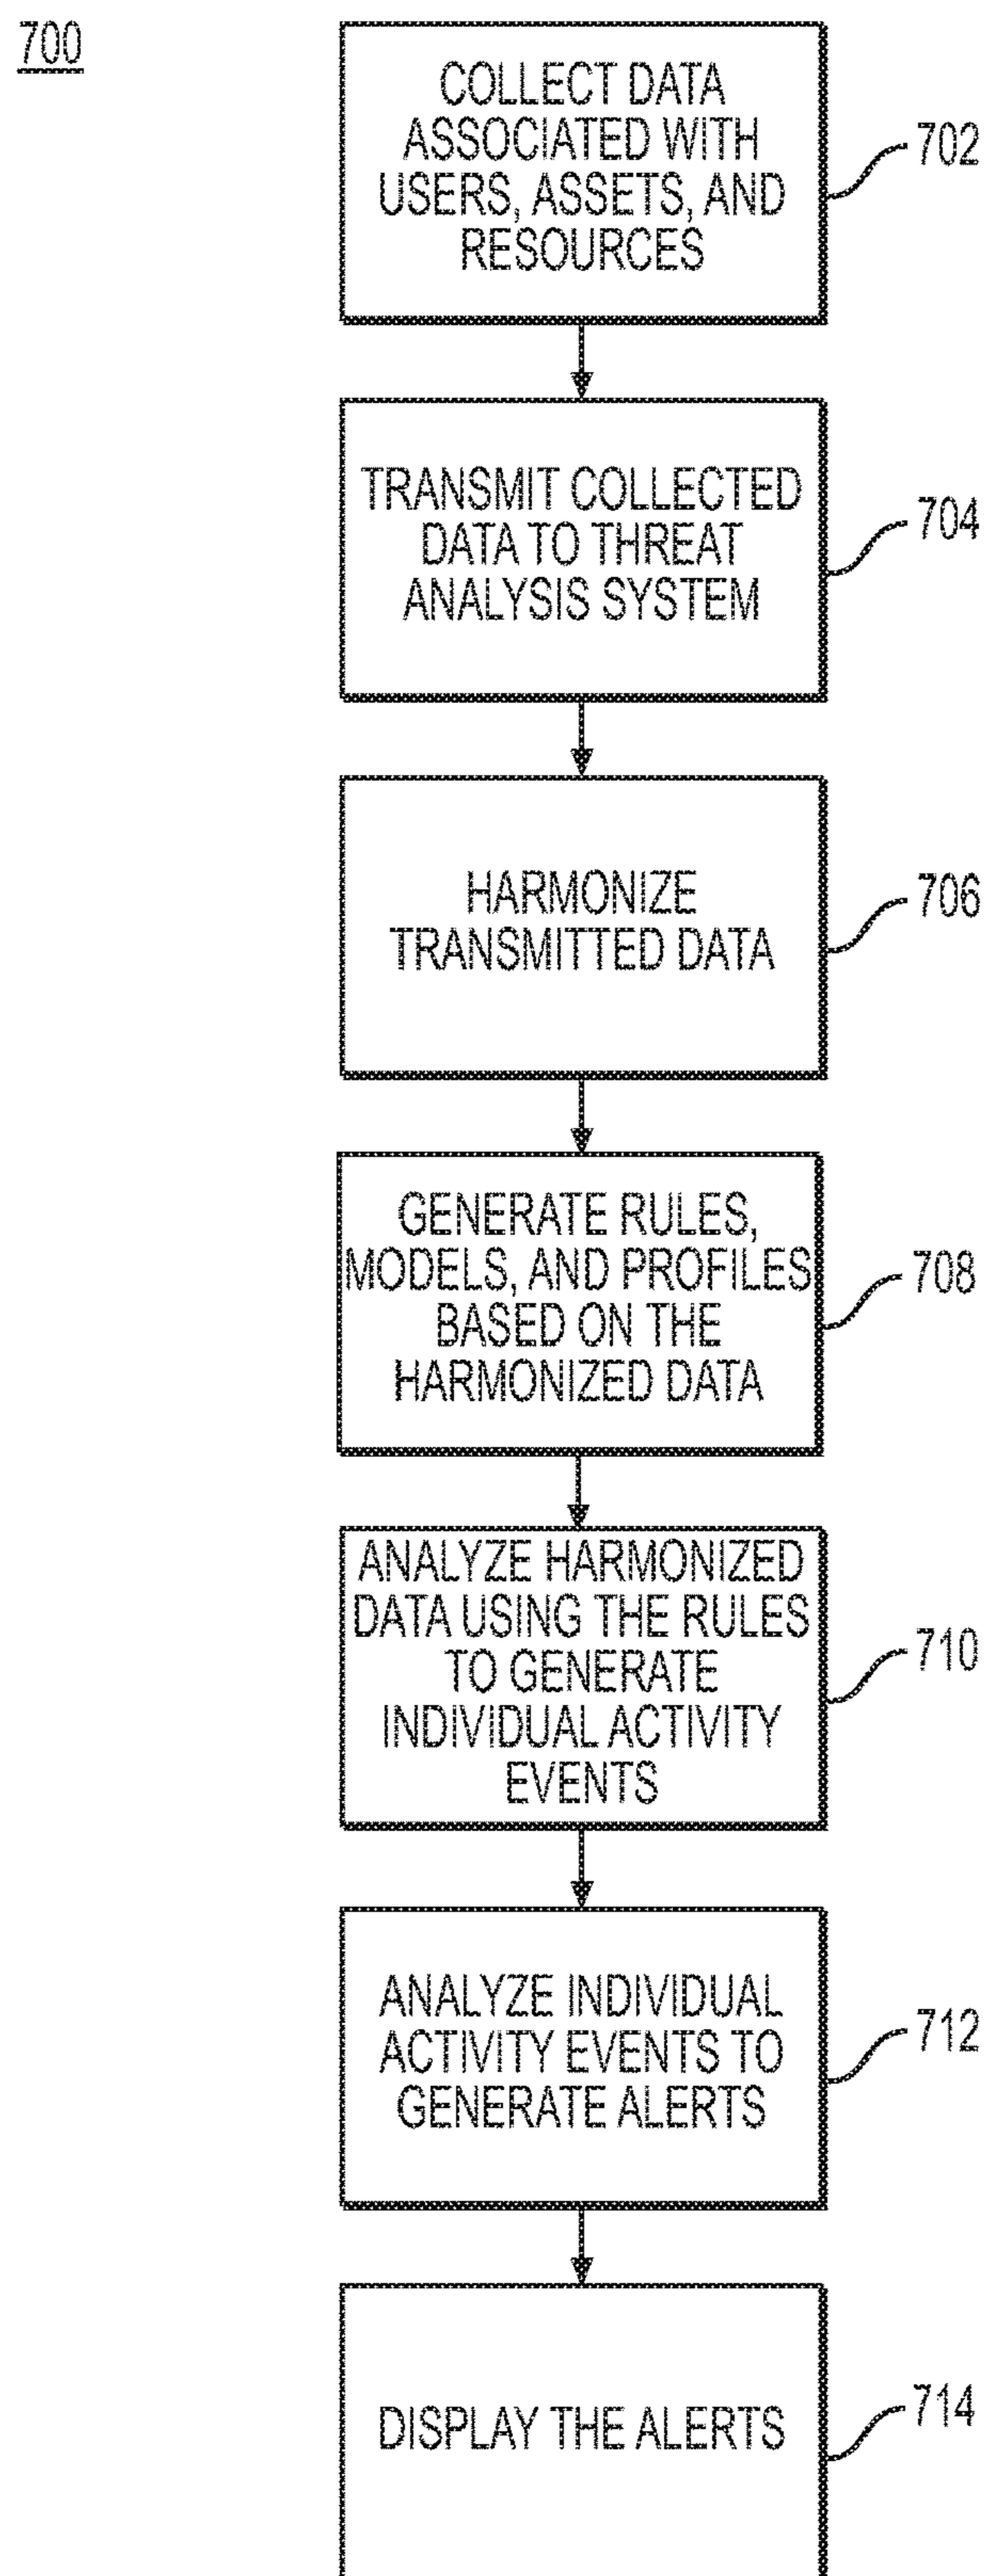 700
COLLECT DATA
ASSOCIATED WITH
USERS, ASSETS, AND
RESOURCES
702
TRANSMIT COLLECTED
DATA TO THREAT
ANALYSIS SYSTEM
704
HARMONIZE
TRANSMITTED DATA
706
GENERATE RULES,
MODELS, AND PROFILES
BASED ON THE
HARMONIZED DATA
708
ANALYZE HARMONIZED
DATA USING THE RULES
TO GENERATE
INDIVIDUAL ACTIVITY
EVENTS
710
ANALYZE INDIVIDUAL
ACTIVITY EVENTS TO
GENERATE ALERTS
712
DISPLAY THE ALERTS
714